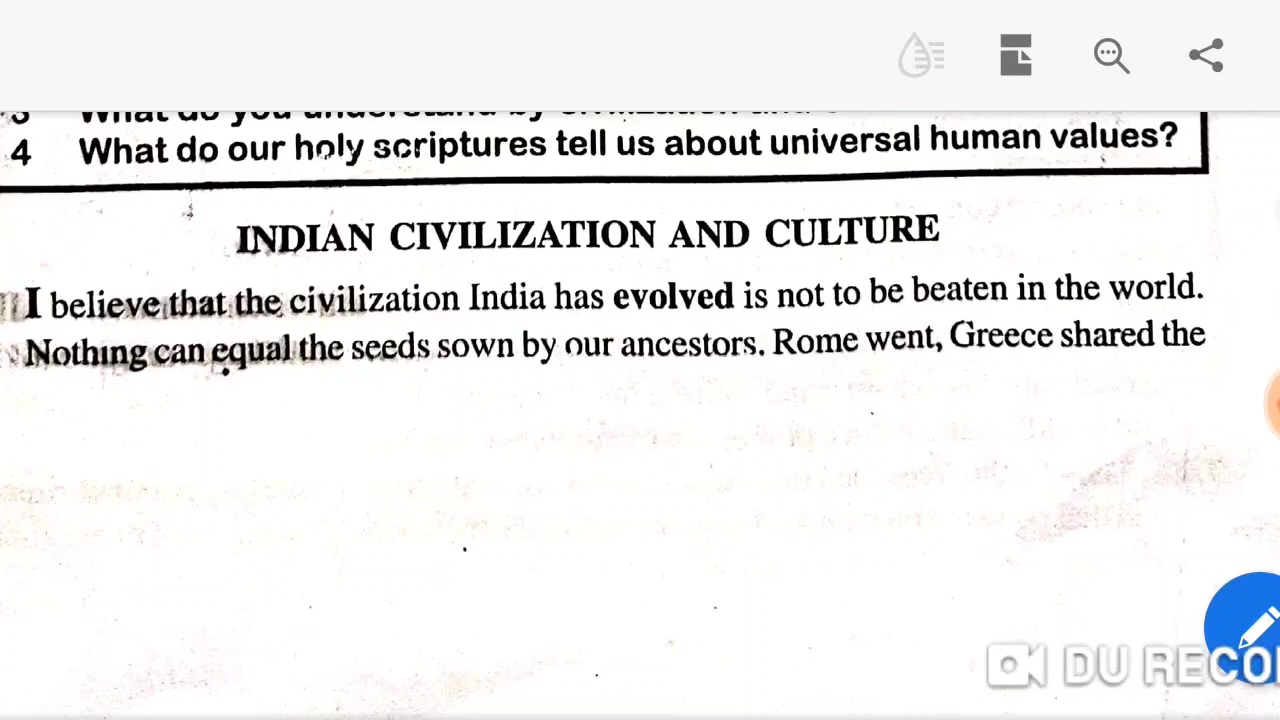 4 What do our holy scriptures tell us about universal human values?
INDIAN CIVILIZATION AND CULTURE
I believe that the civilization India has evolved is not to be beaten in the world.
Nothing can equal the seeds sown by our ancestors. Rome went, Greece shared the
DU RECO